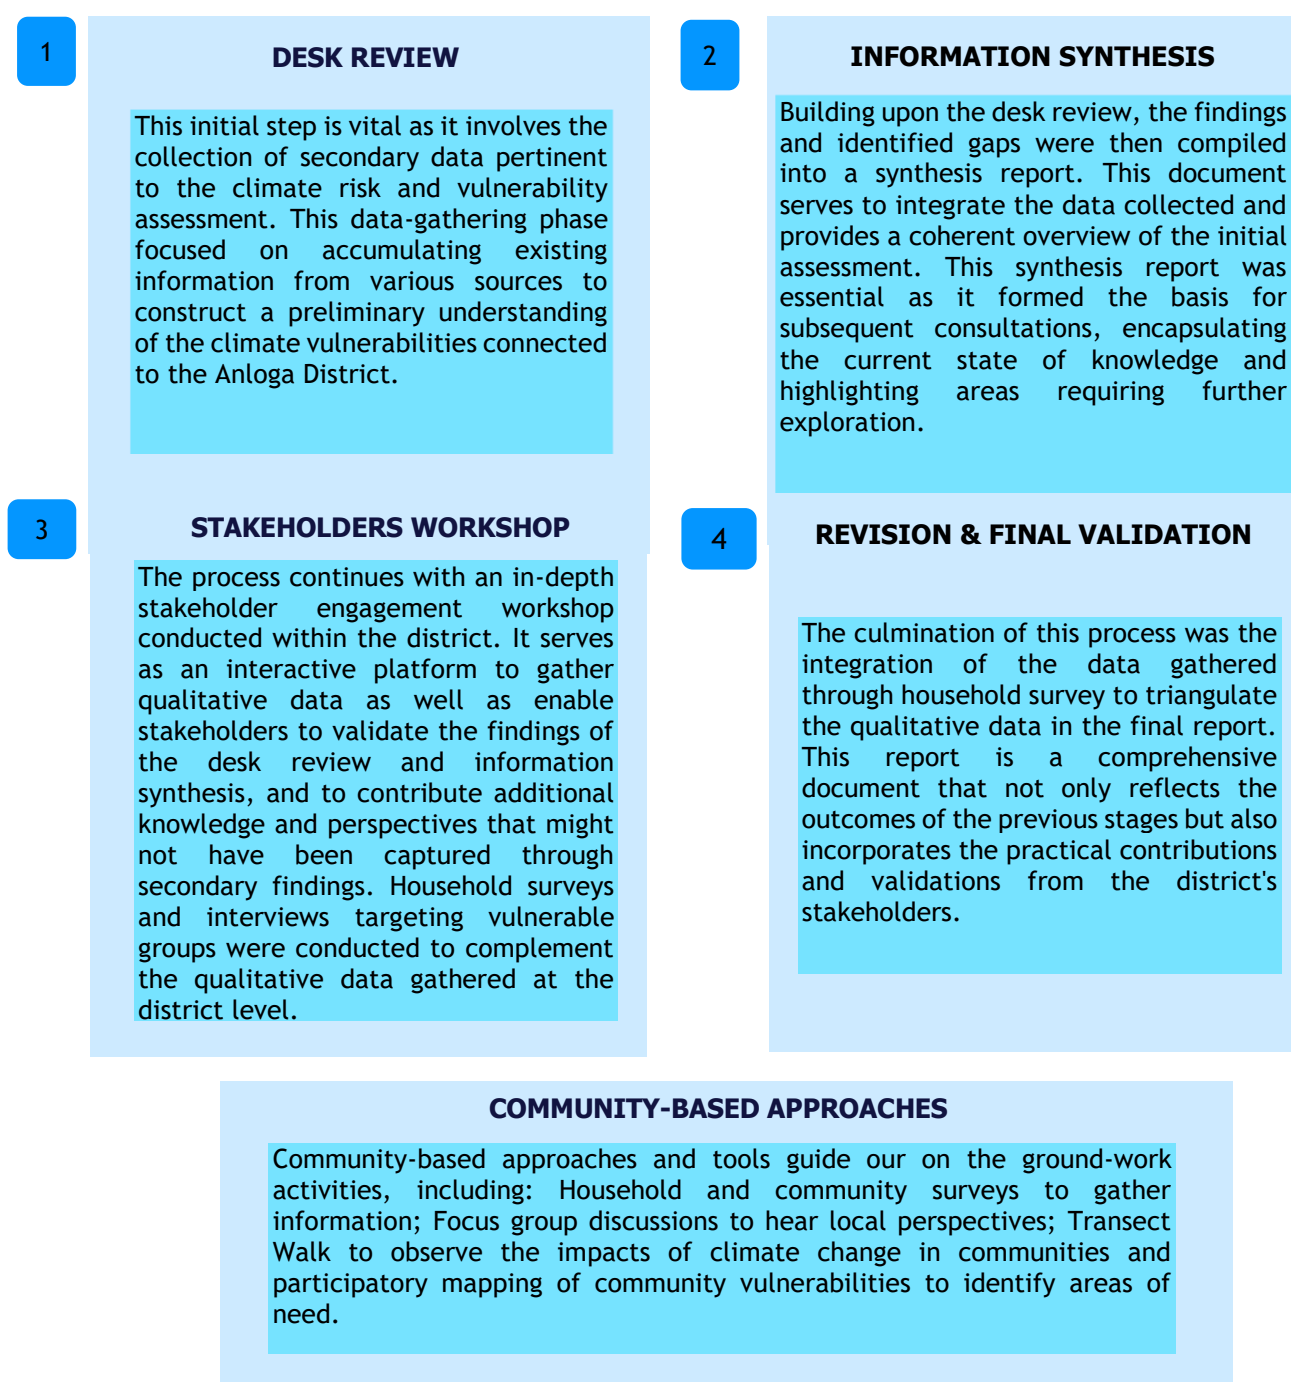 1
DESK REVIEW
This initial step is vital as it involves the
collection of secondary data pertinent
to the climate risk and vulnerability
assessment. This data-gathering phase
focused on accumulating existing
information from various sources to
construct a preliminary understanding
of the climate vulnerabilities connected
to the Anloga District.
2
INFORMATION SYNTHESIS
Building upon the desk review, the findings
and identified gaps were then compiled
into a synthesis report. This document
serves to integrate the data collected and
provides a coherent overview of the initial
assessment. This synthesis report was
essential as it formed the basis for
subsequent consultations, encapsulating
the current state of knowledge and
highlighting areas requiring further
exploration.
3
STAKEHOLDERS WORKSHOP
The process continues with an in-depth
stakeholder engagement workshop
conducted within the district. It serves
as an interactive platform to gather
qualitative data as well as enable
stakeholders to validate the findings of
the desk review and information
synthesis, and to contribute additional
knowledge and perspectives that might
not have been captured through
secondary findings. Household surveys
and interviews targeting vulnerable
groups were conducted to complement
the qualitative data gathered at the
district level.
4
REVISION & FINAL VALIDATION
The culmination of this process was the
integration of the data gathered
through household survey to triangulate
the qualitative data in the final report.
This report is a comprehensive
document that not only reflects the
outcomes of the previous stages but also
incorporates the practical contributions
and validations from the district's
stakeholders.
COMMUNITY-BASED APPROACHES
Community-based approaches and tools guide our on the ground-work
activities, including: Household and community surveys to gather
information; Focus group discussions to hear local perspectives; Transect
Walk to observe the impacts of climate change in communities and
participatory mapping of community vulnerabilities to identify areas of
need.